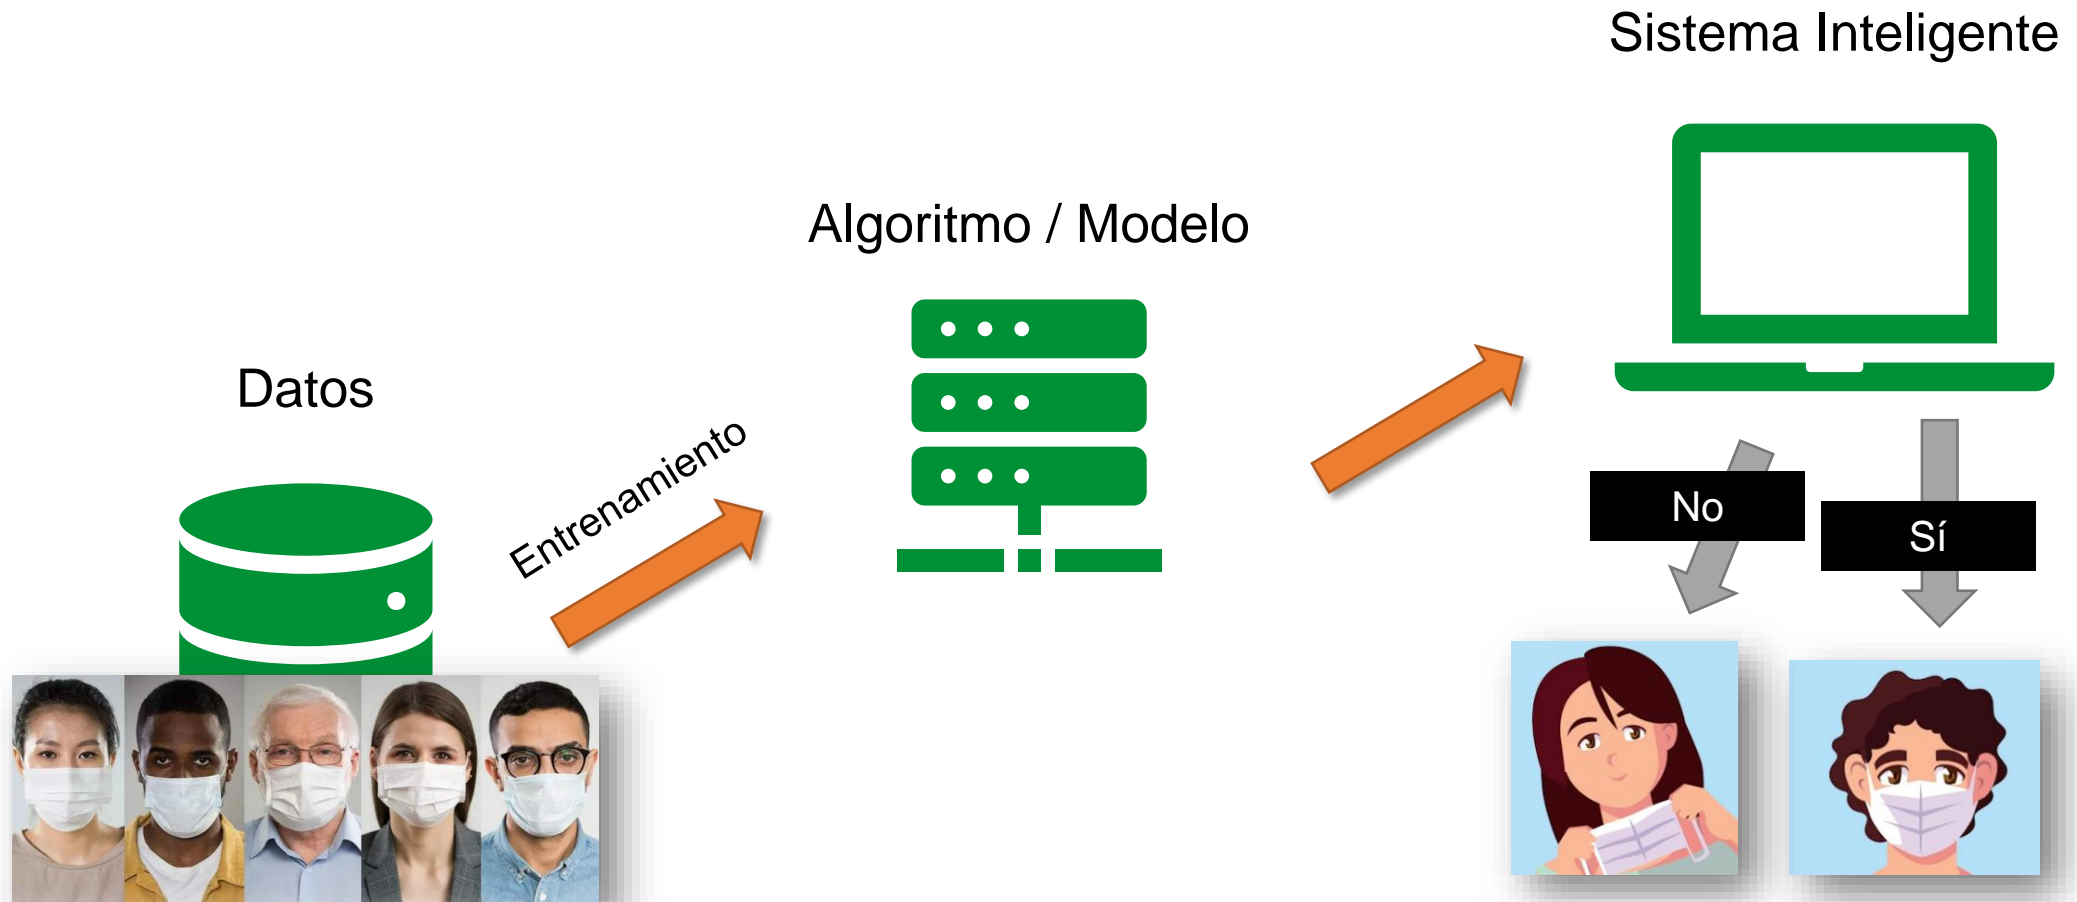 Sistema Inteligente
Algoritmo / Modelo
Datos
Entrenamiento
No
Sí